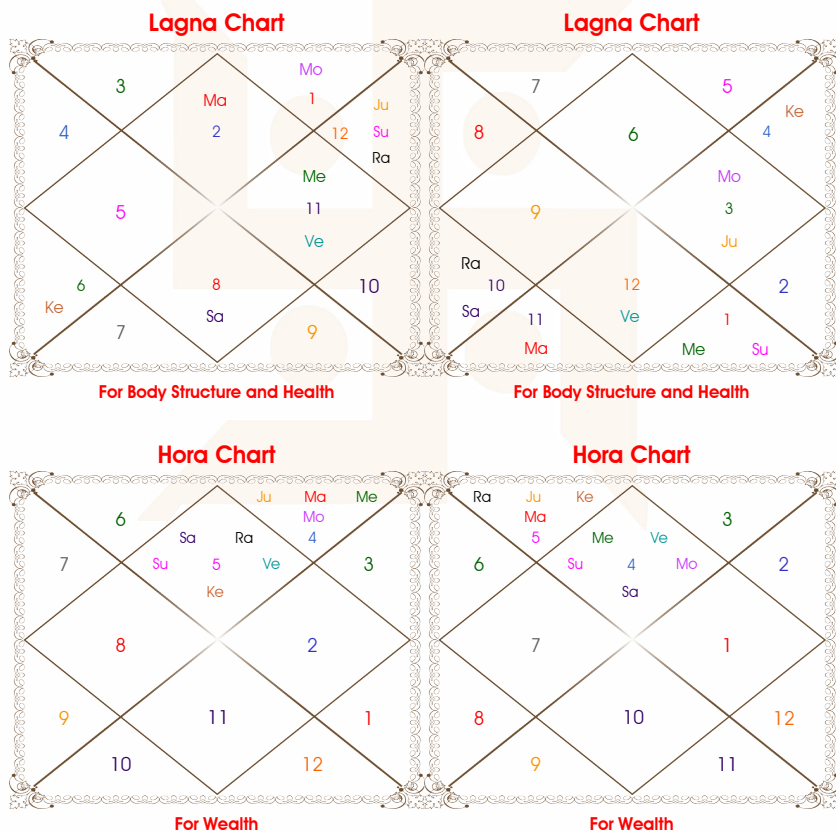 Lagna Chart
Lagna Chart
Mo
3
Ma
1
Ju
4
2
12
Su
Ra
Me
5
11
Ve
6
8
10
Ke
Sa
7
9
7
5
Ke
8
6
4
Mo
9
3
Ju
Ra
10
12
2
Sa
11
Ve
1
Ma
Me
Su
For Body Structure and Health
For Body Structure and Health
Hora Chart
Hora Chart
Ju Ma Me
6
Mo
Sa Ra
4
7
Su 5 Ve
3
Ke
8
2
9
11
1
10
12
Ra Ju Ke
Ma
3
5
Me Ve
6
Su 4 Mo
2
Sa
7
1
8
10
12
9
11
For Wealth
For Wealth